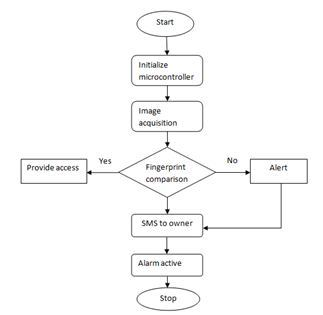 Start
Initialize
microcontroller
Image
acquisition
Fingerprint
comparison
Yes
No
Provide access
Alert
SMS to owner
Alarm active
Stop